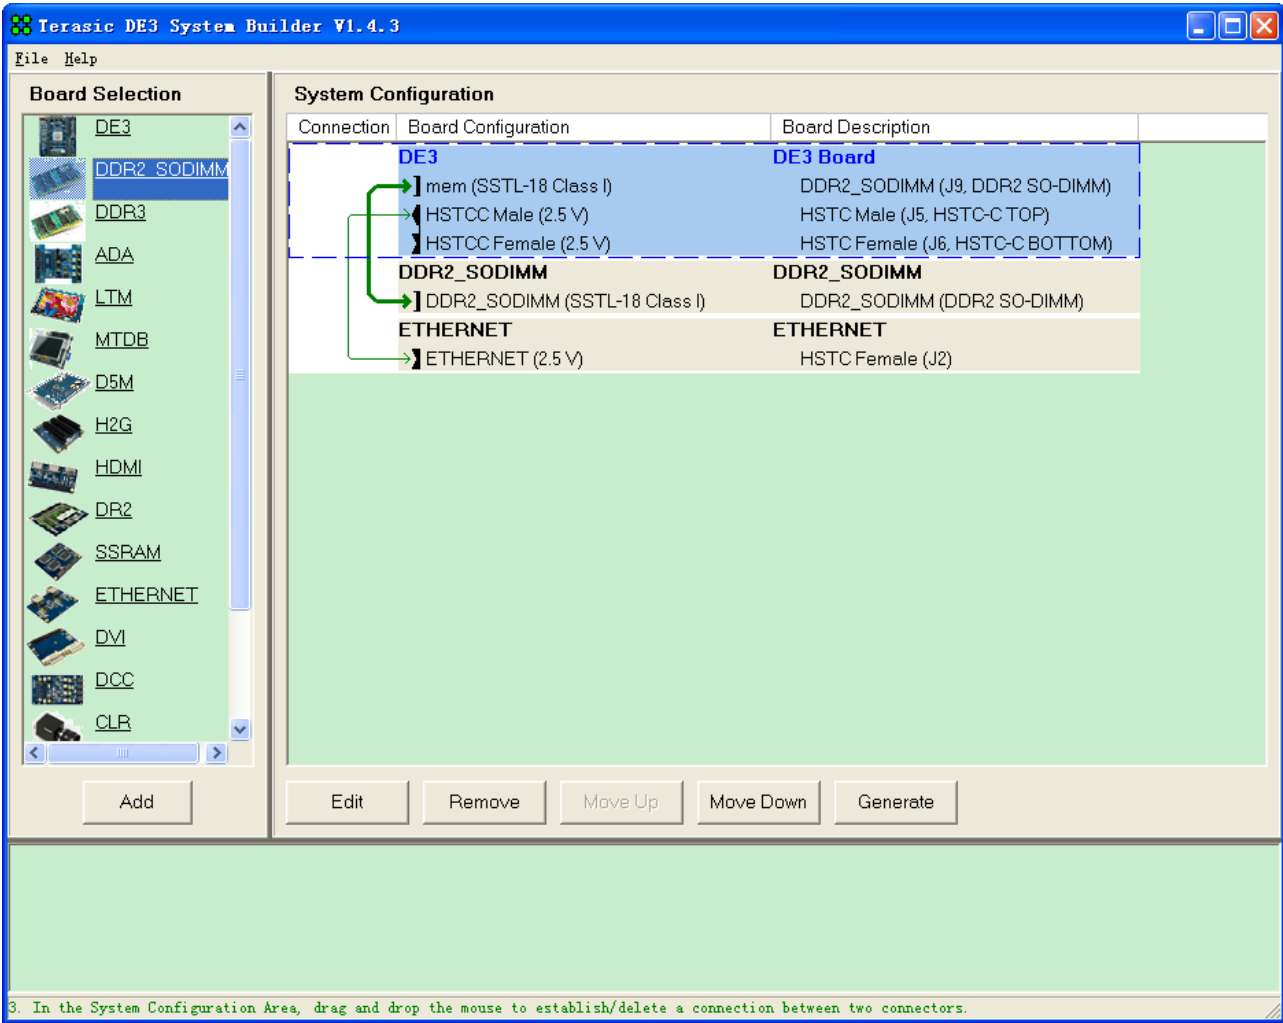 Terasic DE3 System Builder V1.4.3
File Help
Board Selection
DE3
DDR2_SODIMM
DDR3
ADA
LTM
MTDB
D5M
H2G
HDMI
DR2
SSRAM
ETHERNET
DVI
DCC
CLR
Add
System Configuration
Connection Board Configuration Board Description
DE3 DE3 Board
mem (SSTL-18 Class I) DDR2_SODIMM (J9, DDR2 SO-DIMM)
HSTCC Male (2.5 V) HSTC Male (J5, HSTC-C TOP)
HSTCC Female (2.5 V) HSTC Female (J6, HSTC-C BOTTOM)
DDR2_SODIMM DDR2_SODIMM
DDR2_SODIMM (SSTL-18 Class I) DDR2_SODIMM (DDR2 SO-DIMM)
ETHERNET ETHERNET
ETHERNET (2.5 V) HSTC Female (J2)
Edit Remove Move Up Move Down Generate
3. In the System Configuration Area, drag and drop the mouse to establish/delete a connection between two connectors.